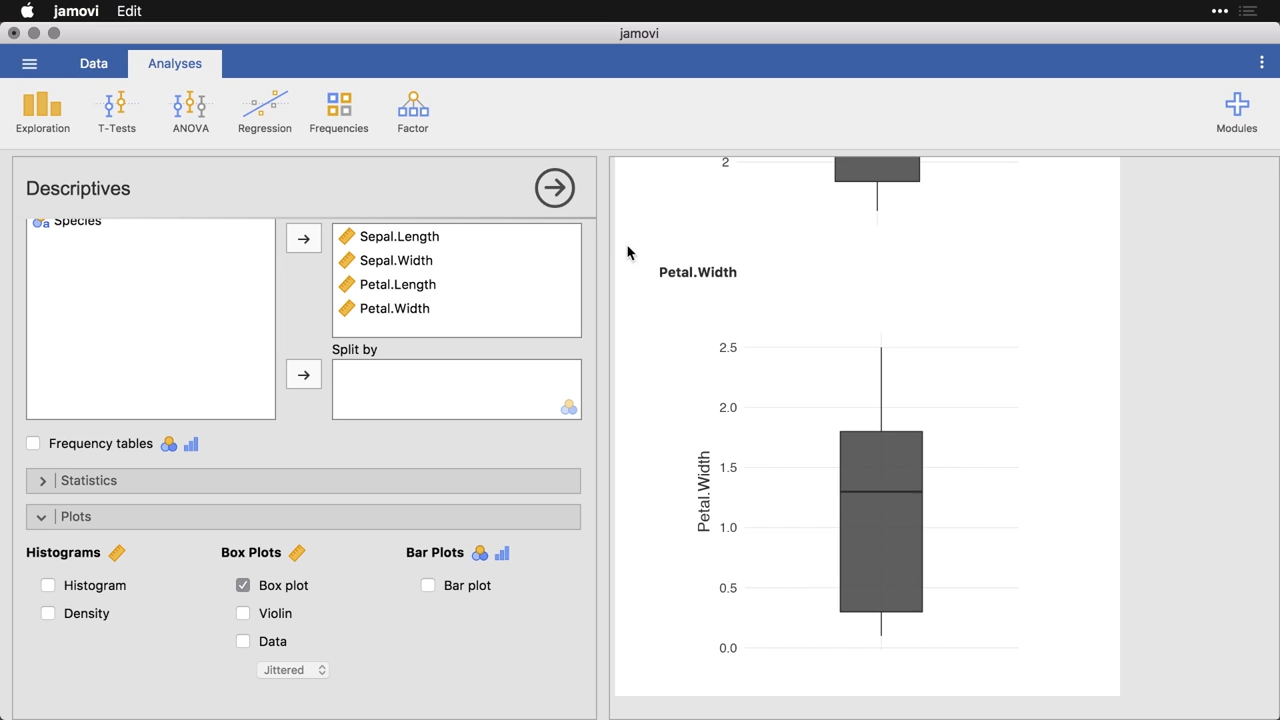 jamovi Edit
jamovi
Data Analyses
Exploration T-Tests ANOVA Regression Frequencies Factor Modules
Descriptives
Species
Sepal.Length
Sepal.Width
Petal.Length
Petal.Width
Split by
Frequency tables
Statistics
Plots
Histograms Box Plots Bar Plots
Histogram Box plot Bar plot
Density Violin
Data
Jittered
2
Petal.Width
2.5
2.0
1.5
1.0
0.5
0.0
Petal.Width